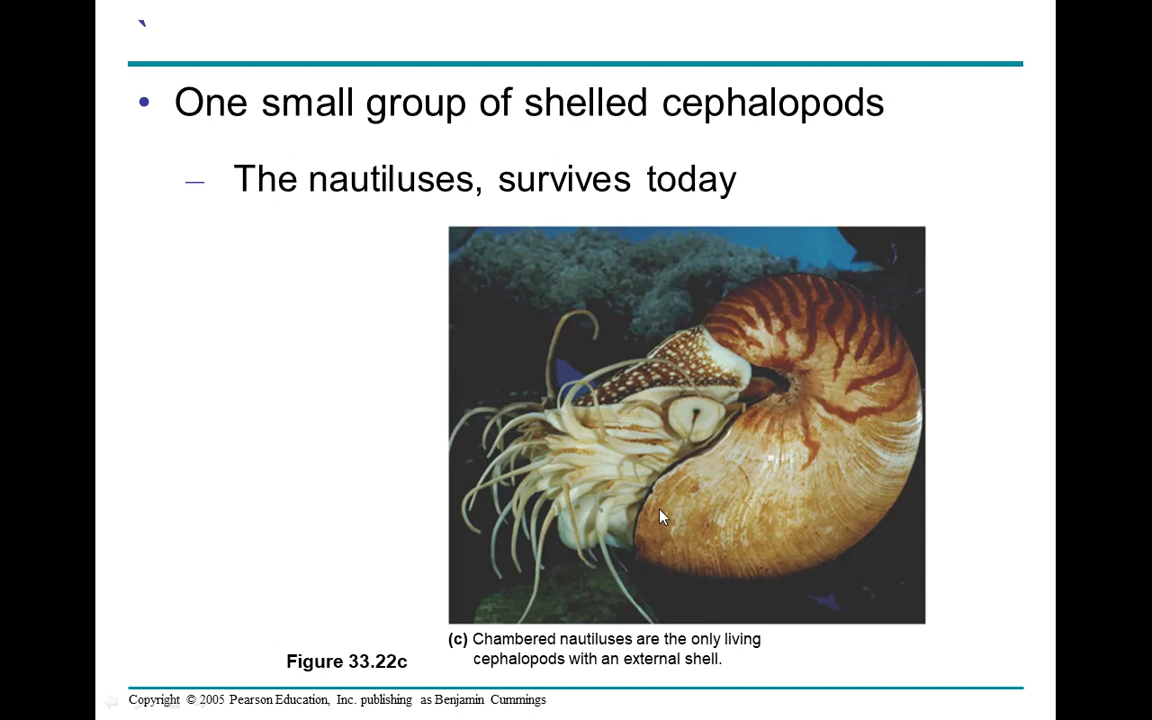 `
• One small group of shelled cephalopods
– The nautiluses, survives today
(c) Chambered nautiluses are the only living
cephalopods with an external shell.
Figure 33.22c
Copyright © 2005 Pearson Education, Inc. publishing as Benjamin Cummings